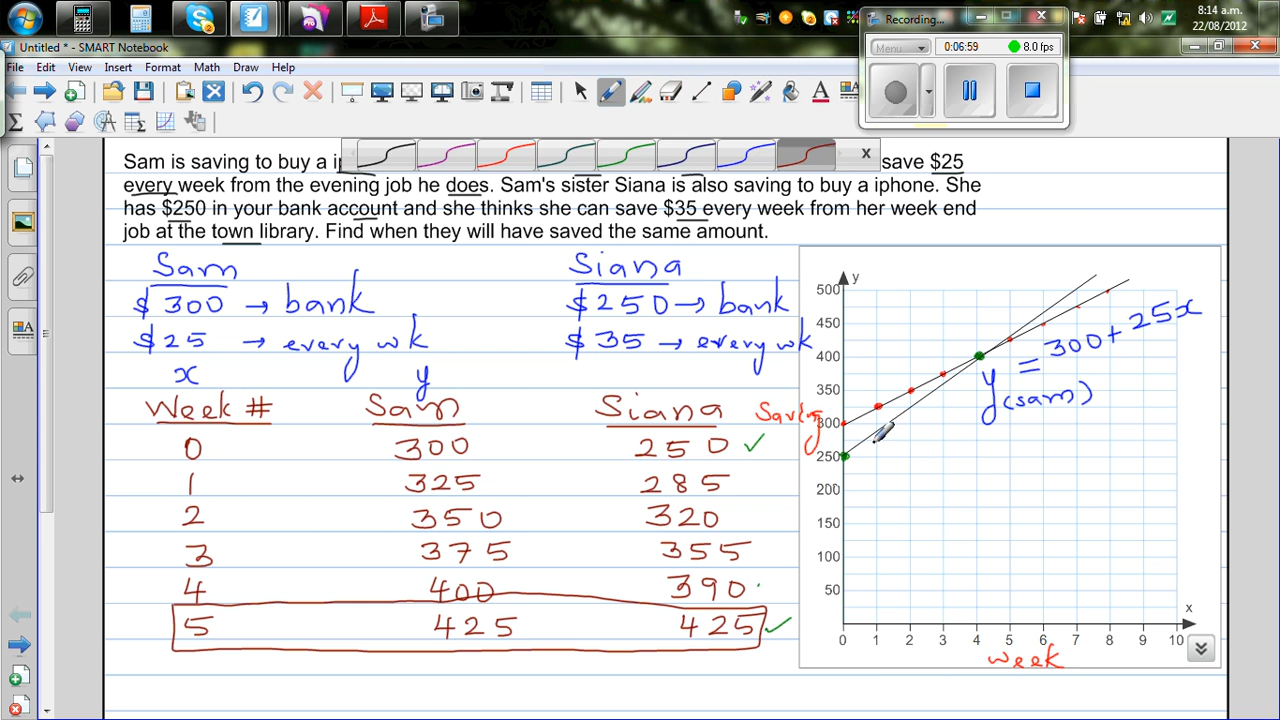 8:14 a.m.
22/08/2012
Recording...
Menu
0:06:59
8.0 fps
Untitled * - SMART Notebook
File Edit View Insert Format Math Draw Help
Sam is saving to buy a save $25
every week from the evening job he does. Sam's sister Siana is also saving to buy a iphone. She
has $250 in your bank account and she thinks she can save $35 every week from her week end
job at the town library. Find when they will have saved the same amount.
Sam Siana
$ 300 → bank $ 250 → bank
$ 25 → every wk $ 35 → every wk
x y
Week # Sam Siana
0 300 250 ✓
1 325 285
2 350 320
3 375 355
4 400 390
5 425 425 ✓
Saving
y
500
450
400
350
300
250
200
150
100
50
y = 300+25x
(sam)
x
0 1 2 3 4 5 6 7 8 9 10
week